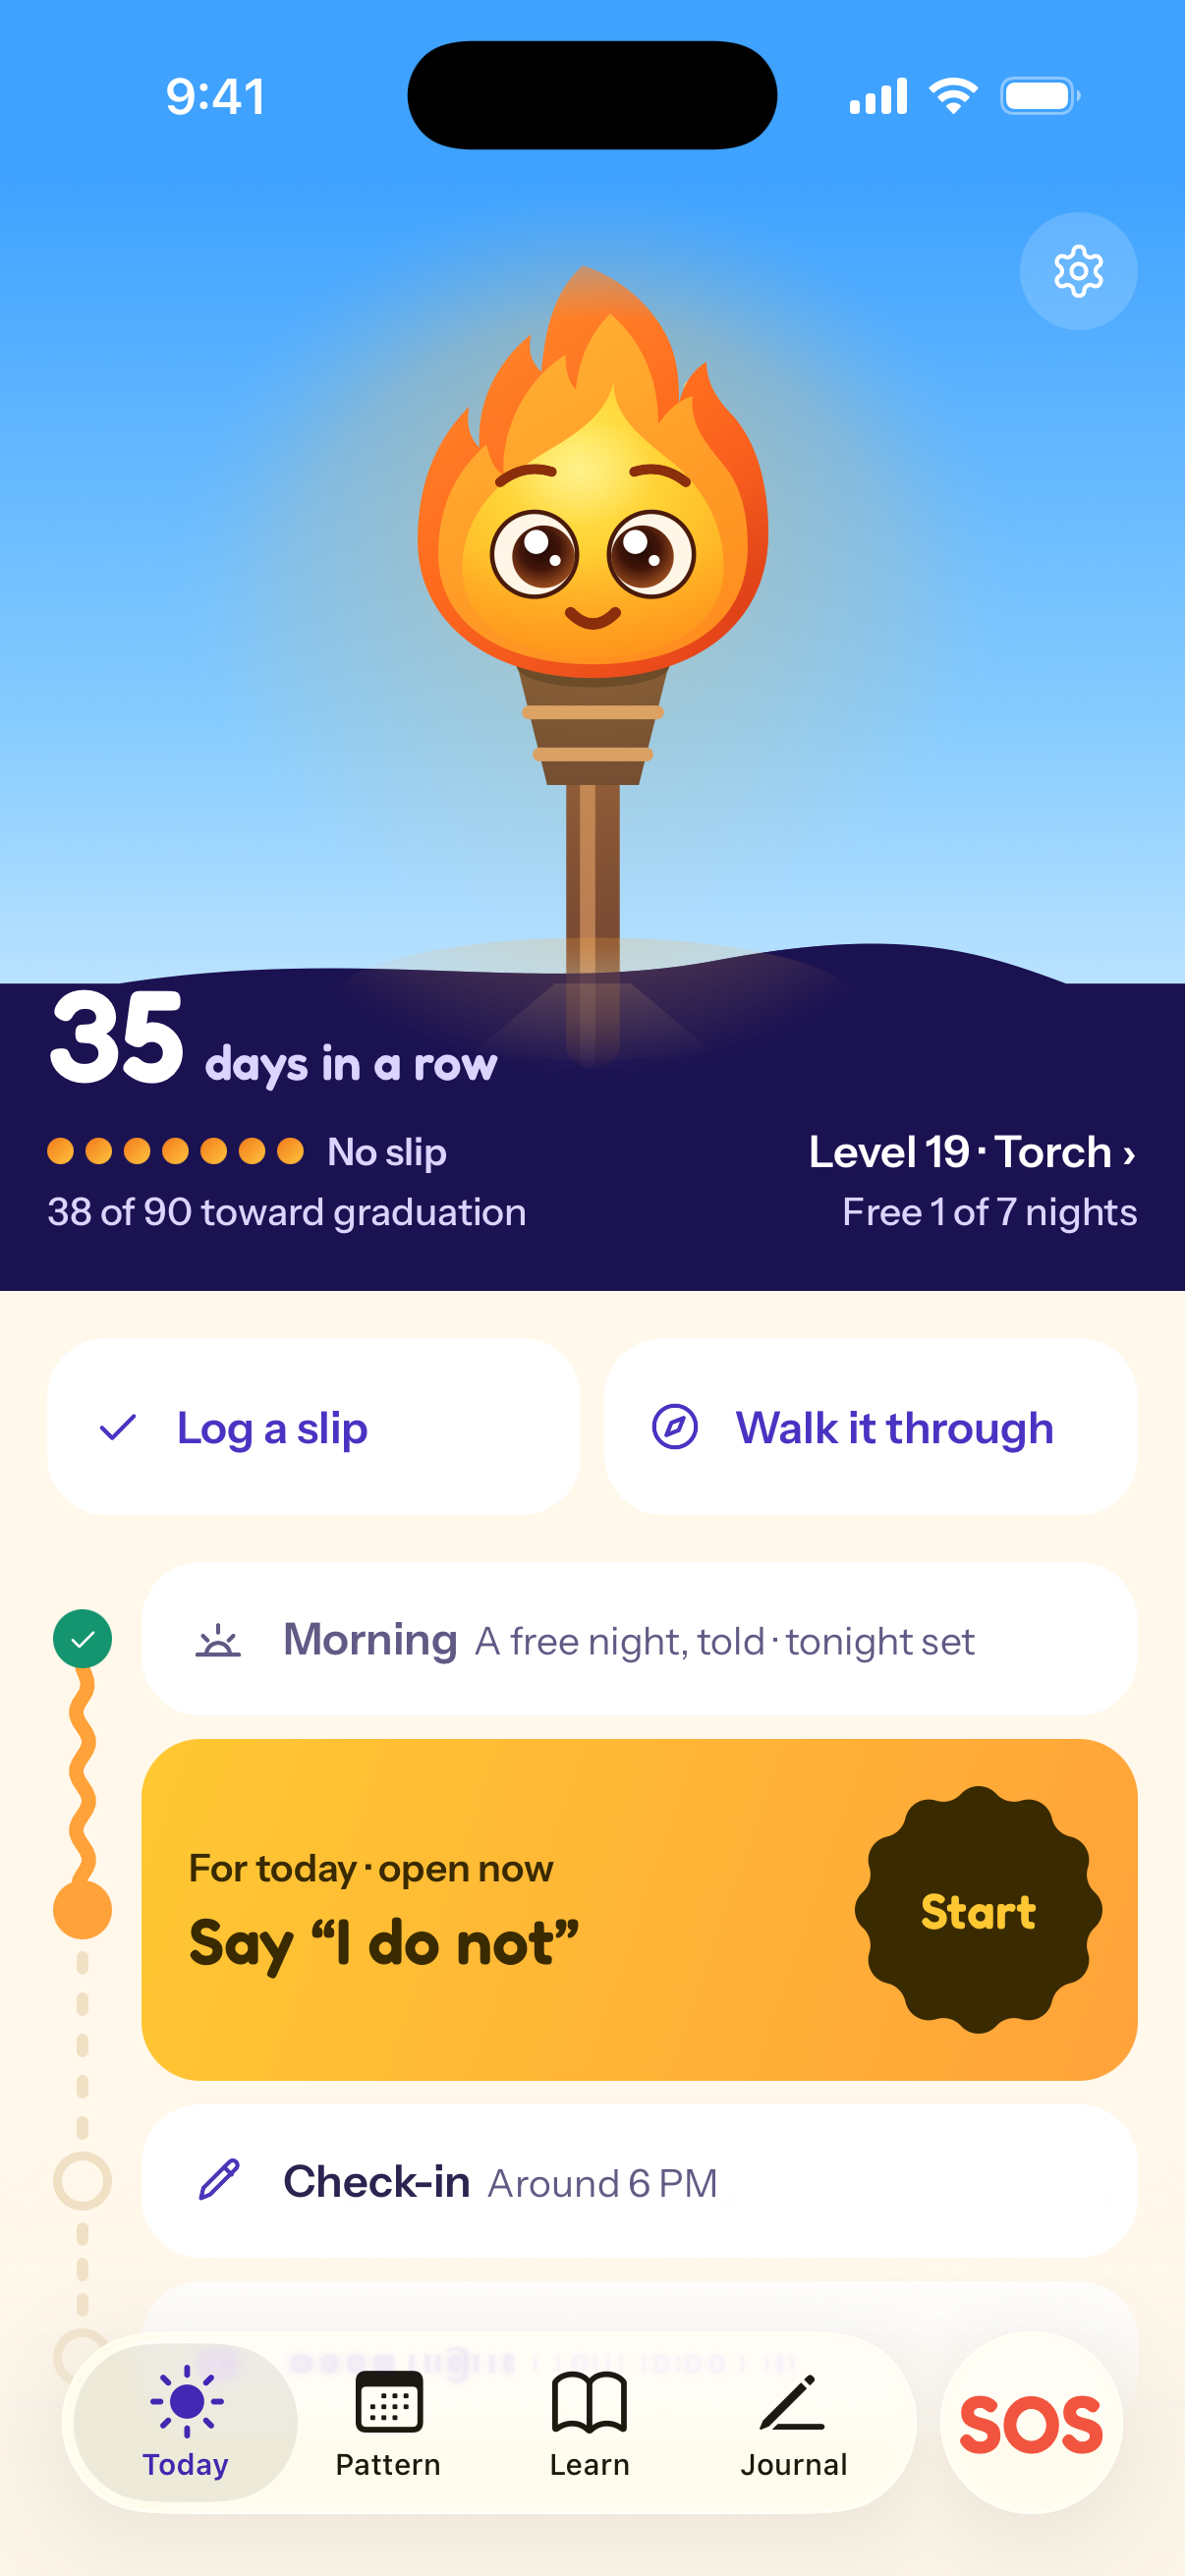 9:41
35 days in a row
No slip
Level 19 · Torch ›
38 of 90 toward graduation
Free 1 of 7 nights
Log a slip
Walk it through
Morning A free night, told · tonight set
For today · open now
Say “I do not”
Start
Check-in Around 6 PM
Today
Pattern
Learn
Journal
SOS